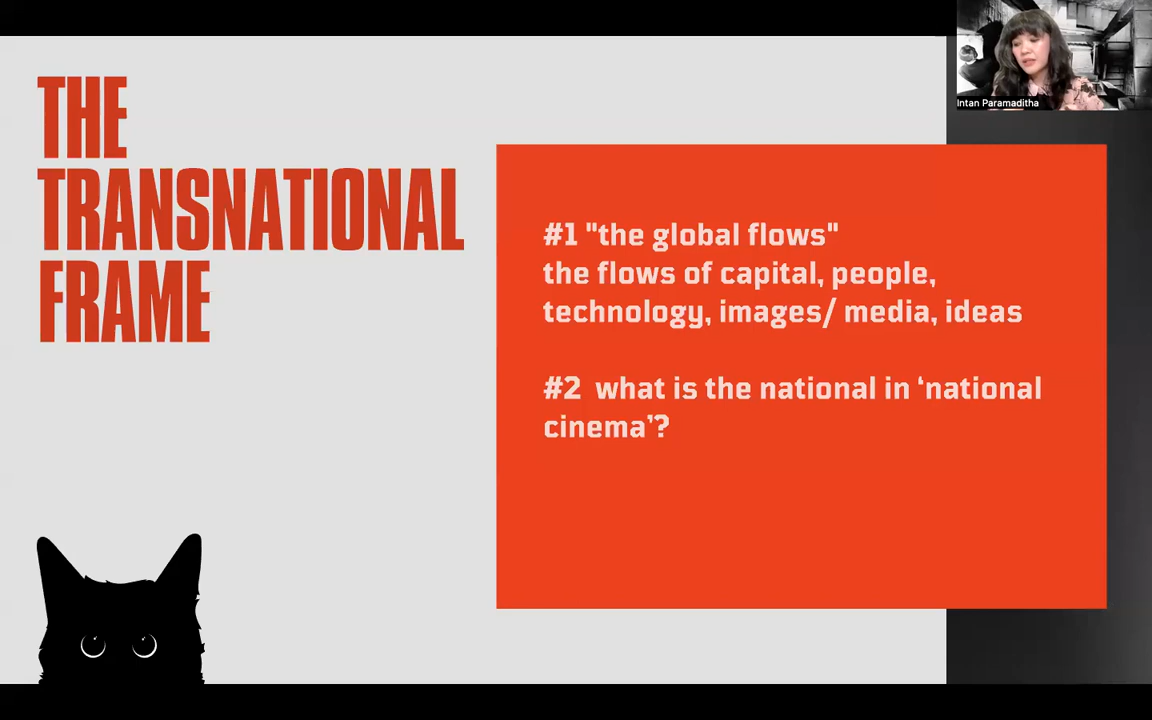 THE
TRANSNATIONAL
FRAME
#1 "the global flows"
the flows of capital, people,
technology, images/ media, ideas
#2  what is the national in ‘national
cinema’?
Intan Paramaditha